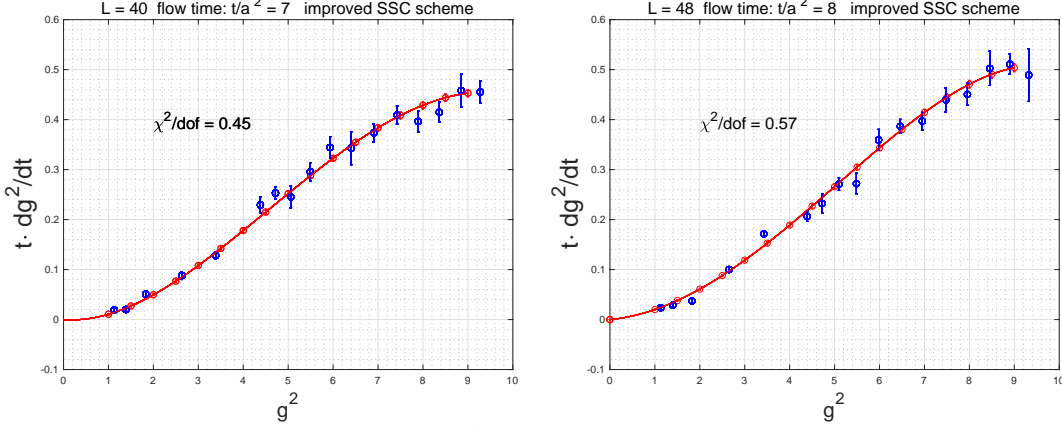 L = 40 flow time: t/a² = 7 improved SSC scheme
t · dg²/dt
0.6
0.5
0.4
0.3
0.2
0.1
0
-0.1
χ²/dof = 0.45
0 1 2 3 4 5 6 7 8 9 10
g²
L = 48 flow time: t/a² = 8 improved SSC scheme
t · dg²/dt
0.6
0.5
0.4
0.3
0.2
0.1
0
-0.1
χ²/dof = 0.57
0 1 2 3 4 5 6 7 8 9 10
g²